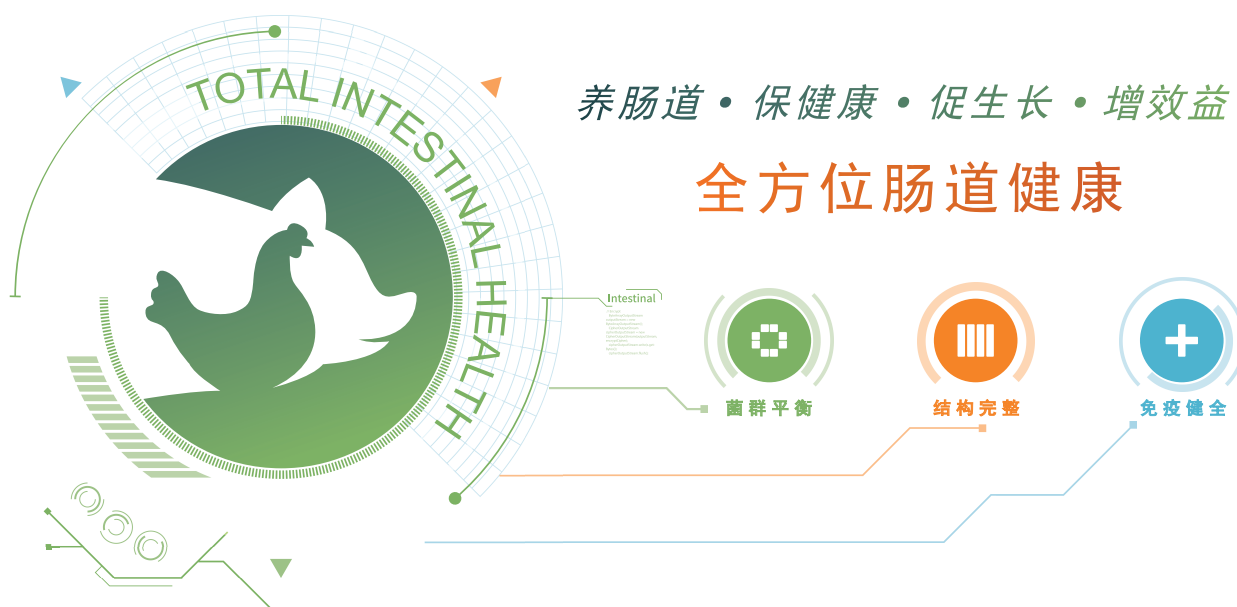 TOTAL INTESTINAL HEALTH
养肠道・保健康・促生长・增效益
全方位肠道健康
Intestinal
菌群平衡
结构完整
免疫健全